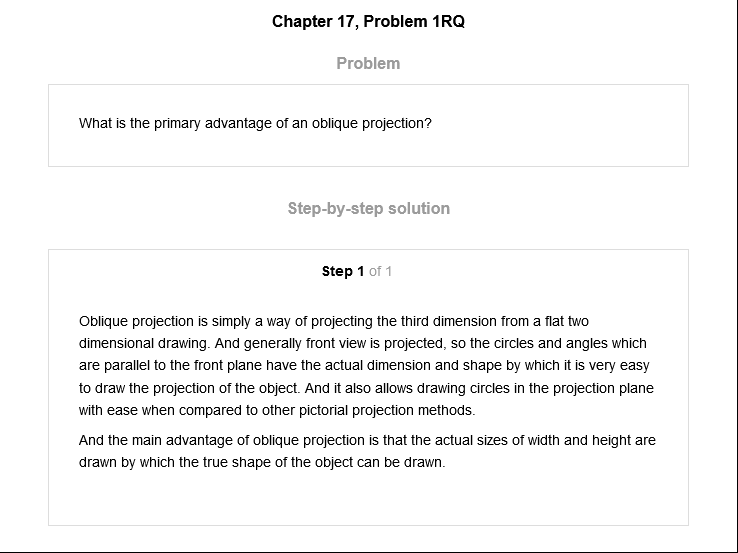 Chapter 17, Problem 1RQ
Problem
What is the primary advantage of an oblique projection?
Step-by-step solution
Step 1 of 1
Oblique projection is simply a way of projecting the third dimension from a flat two
dimensional drawing. And generally front view is projected, so the circles and angles which
are parallel to the front plane have the actual dimension and shape by which it is very easy
to draw the projection of the object. And it also allows drawing circles in the projection plane
with ease when compared to other pictorial projection methods.
And the main advantage of oblique projection is that the actual sizes of width and height are
drawn by which the true shape of the object can be drawn.